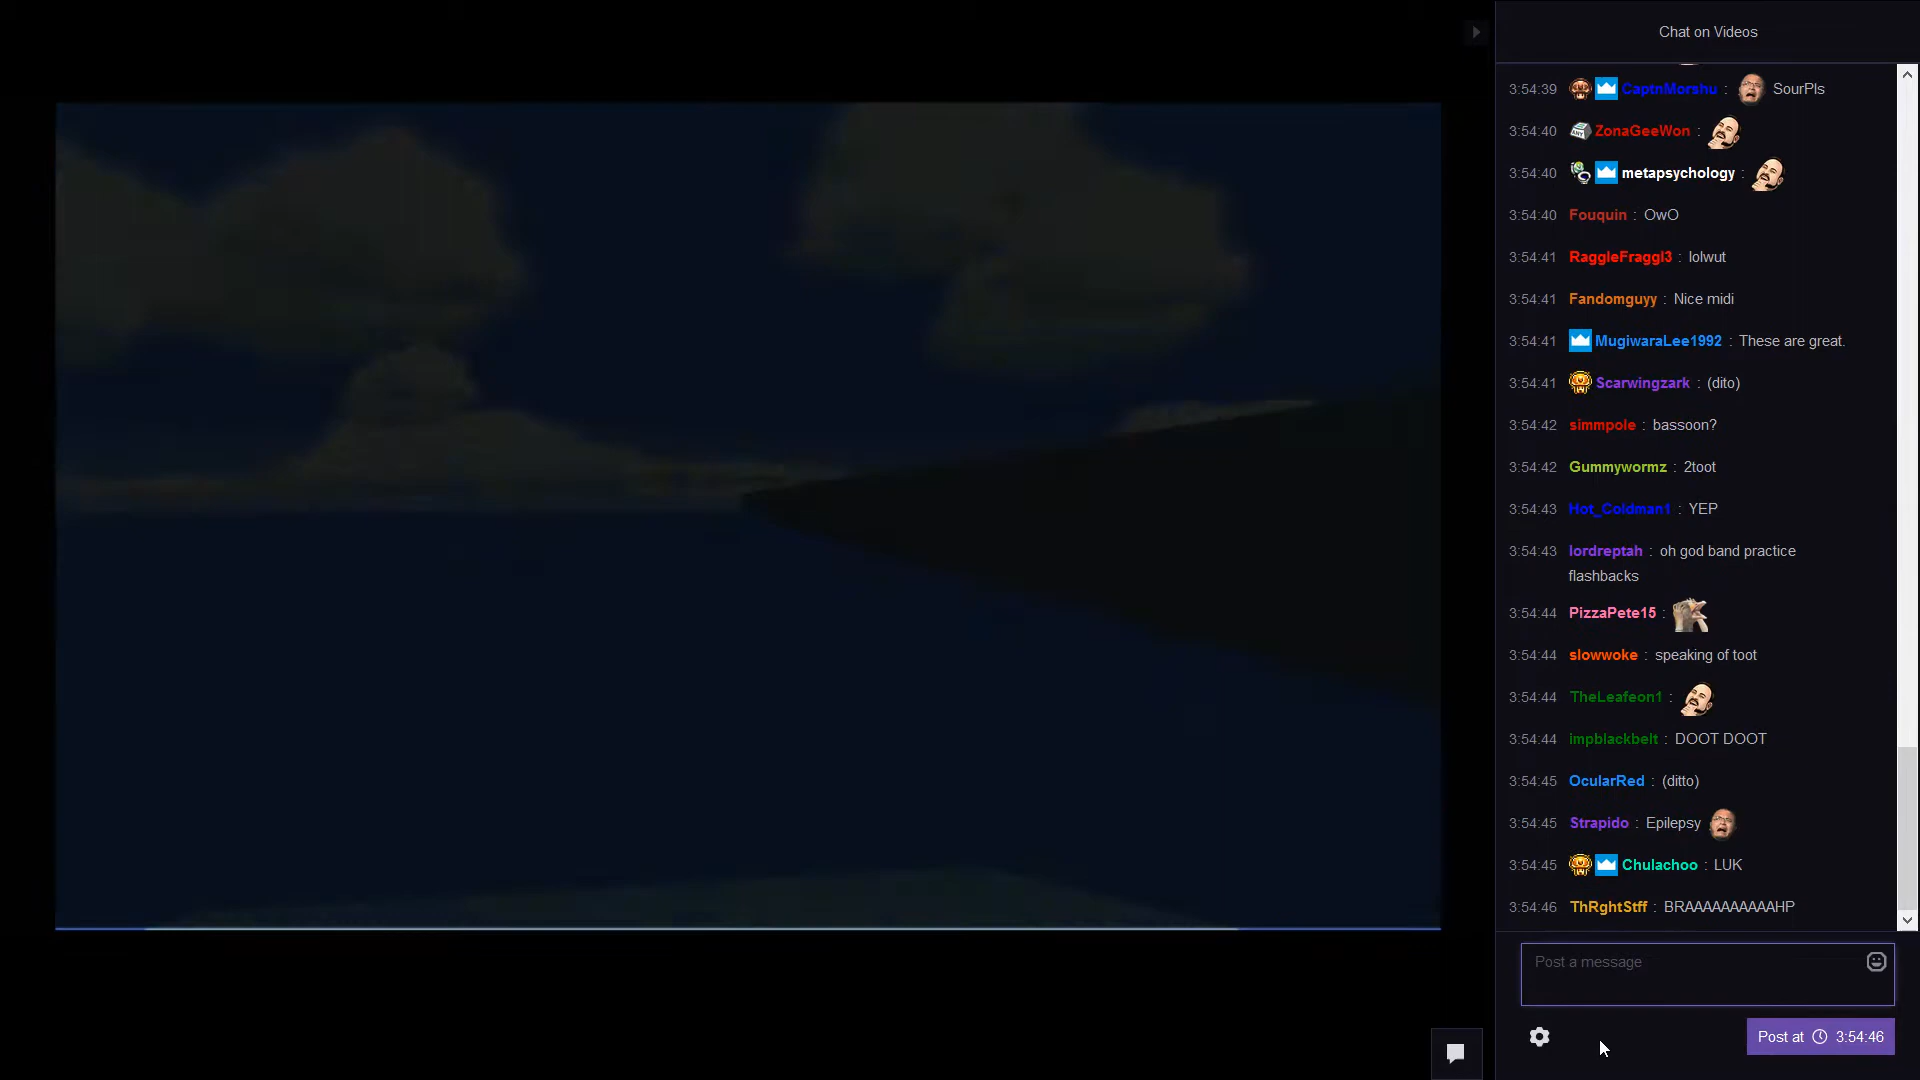 Chat on Videos
3:54:39 CaptnMorshu : SourPls
3:54:40 ZonaGeeWon :
3:54:40 metapsychology :
3:54:40 Fouquin : OwO
3:54:41 RaggleFraggl3 : lolwut
3:54:41 Fandomguyy : Nice midi
3:54:41 MugiwaraLee1992 : These are great.
3:54:41 Scarwingzark : (dito)
3:54:42 simmpole : bassoon?
3:54:42 Gummywormz : 2toot
3:54:43 Hot_Coldman1 : YEP
3:54:43 lordreptah : oh god band practice
flashbacks
3:54:44 PizzaPete15 :
3:54:44 slowwoke : speaking of toot
3:54:44 TheLeafeon1 :
3:54:44 impblackbelt : DOOT DOOT
3:54:45 OcularRed : (ditto)
3:54:45 Strapido : Epilepsy
3:54:45 Chulachoo : LUK
3:54:46 ThRghtStff : BRAAAAAAAAAAHP
Post a message
Post at 3:54:46